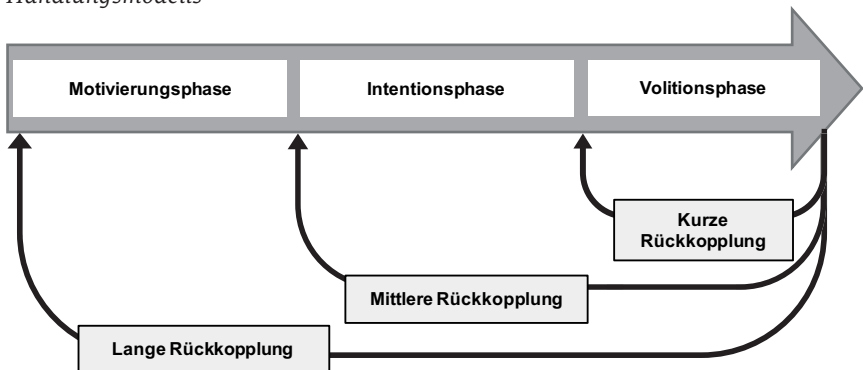 Handlungsmodells
Motivierungsphase
Intentionsphase
Volitionsphase
Kurze
Rückkopplung
Mittlere Rückkopplung
Lange Rückkopplung